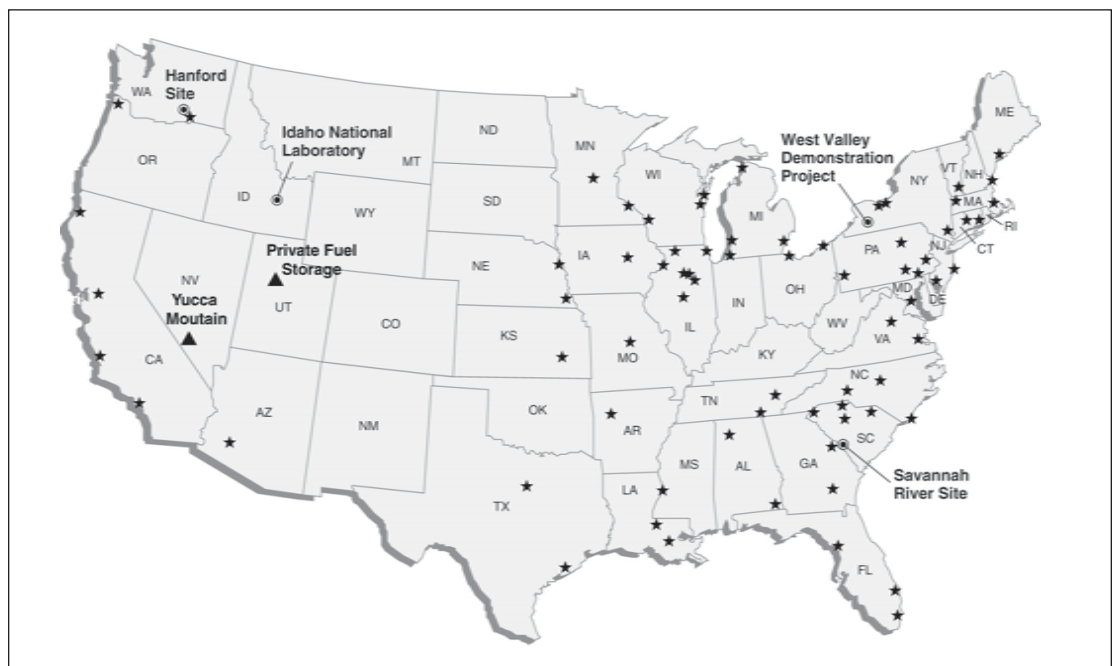 WA
Hanford
Site
OR
Idaho National
Laboratory
MT
ID
WY
ND
SD
MN
WI
MI
West Valley
Demonstration
Project
NY
VT
NH
ME
MA
RI
CT
NJ
PA
MD
DE
Private Fuel
Storage
NV
UT
Yucca
Moutain
CA
CO
NE
IA
KS
MO
IL
IN
OH
WV
VA
KY
NC
TN
SC
AZ
NM
OK
AR
MS
AL
GA
Savannah
River Site
TX
LA
FL